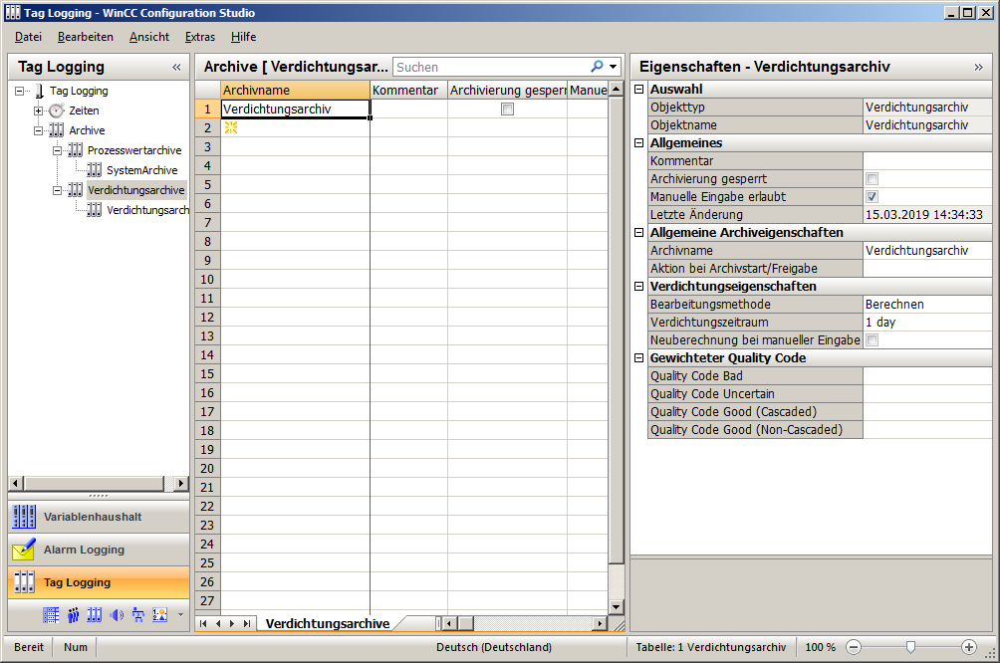 Tag Logging - WinCC Configuration Studio
Datei Bearbeiten Ansicht Extras Hilfe
Tag Logging «
Tag Logging
Zeiten
Archive
Prozesswertarchive
SystemArchive
Verdichtungsarchive
Verdichtungsarch
Variablenhaushalt
Alarm Logging
Tag Logging
Archive [ Verdichtungsar... Suchen
Archivname Kommentar Archivierung gesperr Manue
1 Verdichtungsarchiv
2
3
4
5
6
7
8
9
10
11
12
13
14
15
16
17
18
19
20
21
22
23
24
25
26
27
Verdichtungsarchive
Eigenschaften - Verdichtungsarchiv »
Auswahl
Objekttyp Verdichtungsarchiv
Objektname Verdichtungsarchiv
Allgemeines
Kommentar
Archivierung gesperrt
Manuelle Eingabe erlaubt
Letzte Änderung 15.03.2019 14:34:33
Allgemeine Archiveigenschaften
Archivname Verdichtungsarchiv
Aktion bei Archivstart/Freigabe
Verdichtungseigenschaften
Bearbeitungsmethode Berechnen
Verdichtungszeitraum 1 day
Neuberechnung bei manueller Eingabe
Gewichteter Quality Code
Quality Code Bad
Quality Code Uncertain
Quality Code Good (Cascaded)
Quality Code Good (Non-Cascaded)
Bereit Num Deutsch (Deutschland) Tabelle: 1 Verdichtungsarchiv 100 %